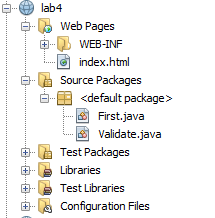 lab4
Web Pages
WEB-INF
index.html
Source Packages
<default package>
First.java
Validate.java
Test Packages
Libraries
Test Libraries
Configuration Files